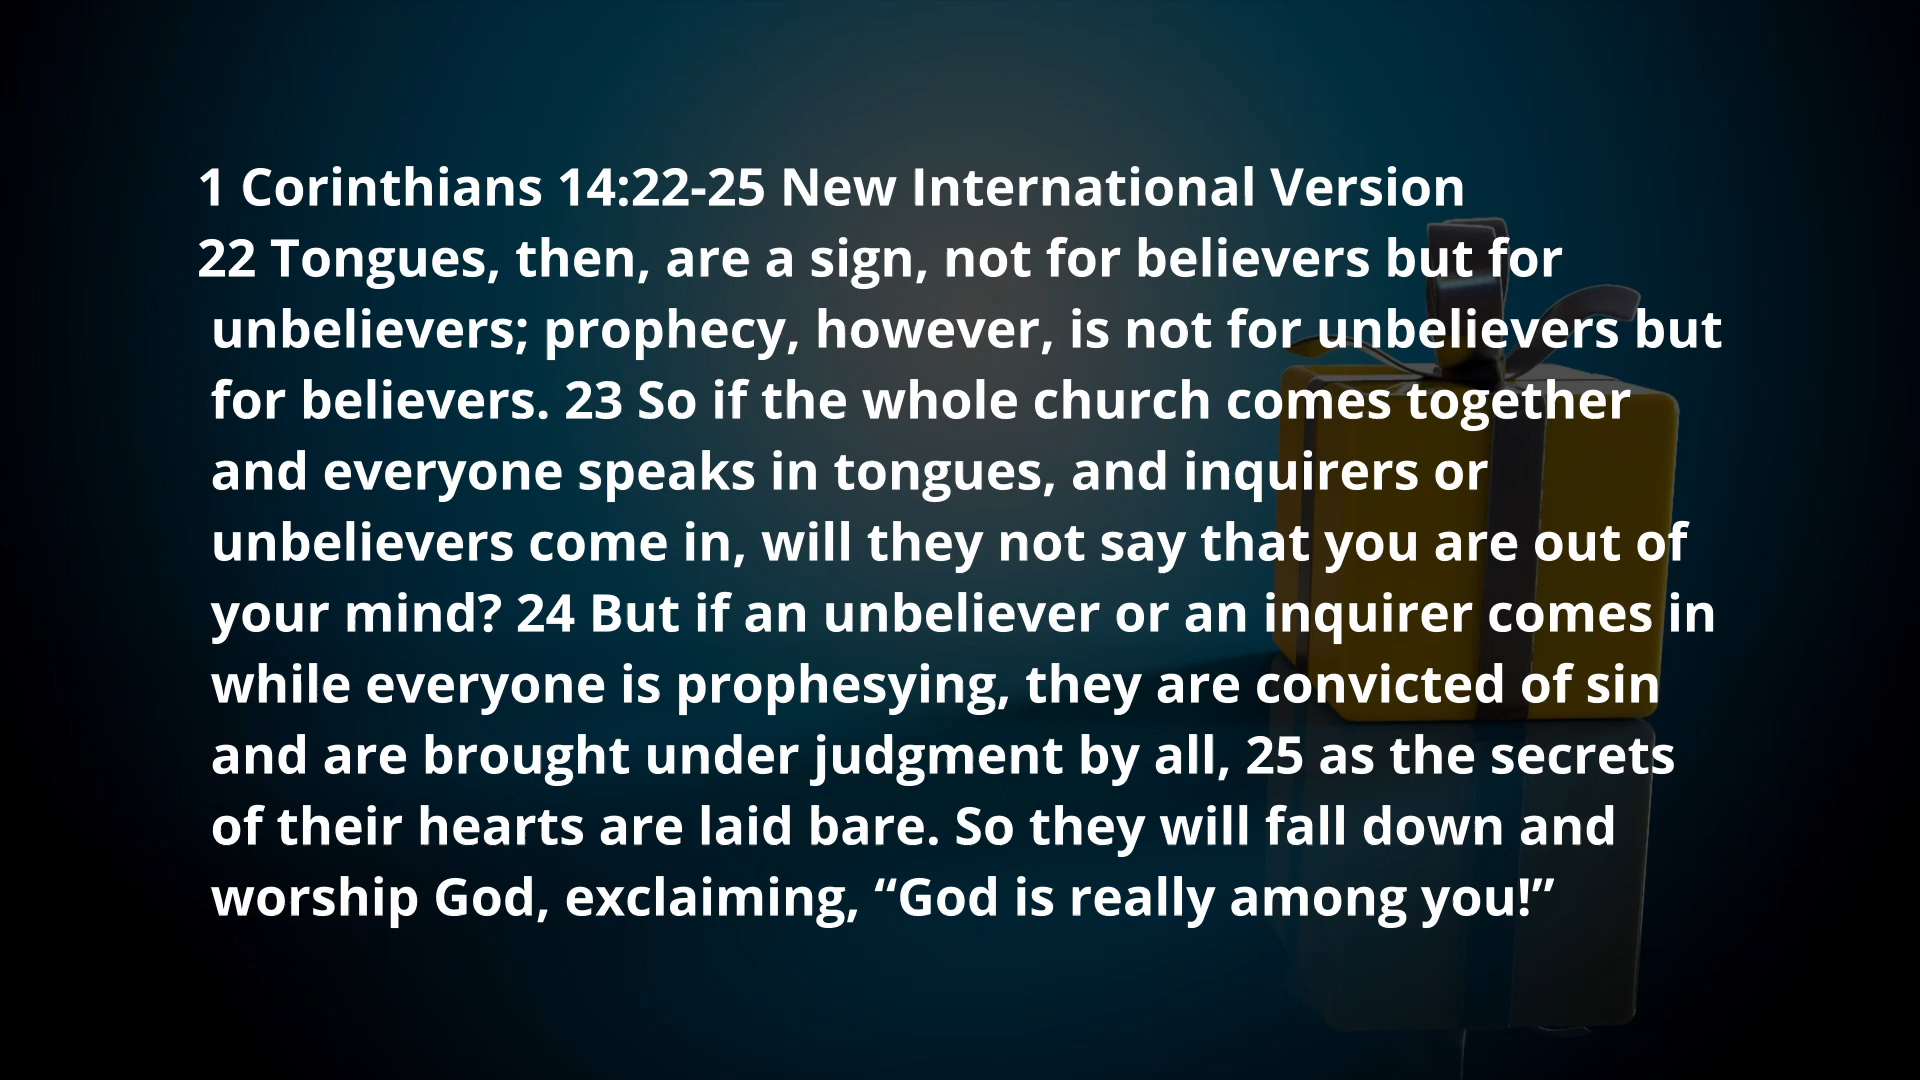 1 Corinthians 14:22-25 New International Version
22 Tongues, then, are a sign, not for believers but for
unbelievers; prophecy, however, is not for unbelievers but
for believers. 23 So if the whole church comes together
and everyone speaks in tongues, and inquirers or
unbelievers come in, will they not say that you are out of
your mind? 24 But if an unbeliever or an inquirer comes in
while everyone is prophesying, they are convicted of sin
and are brought under judgment by all, 25 as the secrets
of their hearts are laid bare. So they will fall down and
worship God, exclaiming, “God is really among you!”